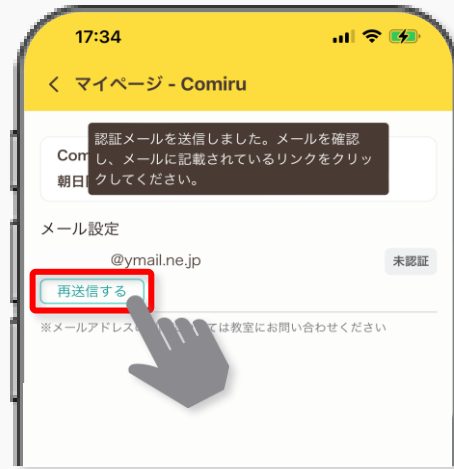 17:34
マイページ - Comiru
認証メールを送信しました。メールを確認
し、メールに記載されているリンクをクリッ
クしてください。
Com
朝日
メール設定
@ymail.ne.jp
未認証
再送信する
※メールアドレスの ては教室にお問い合わせください